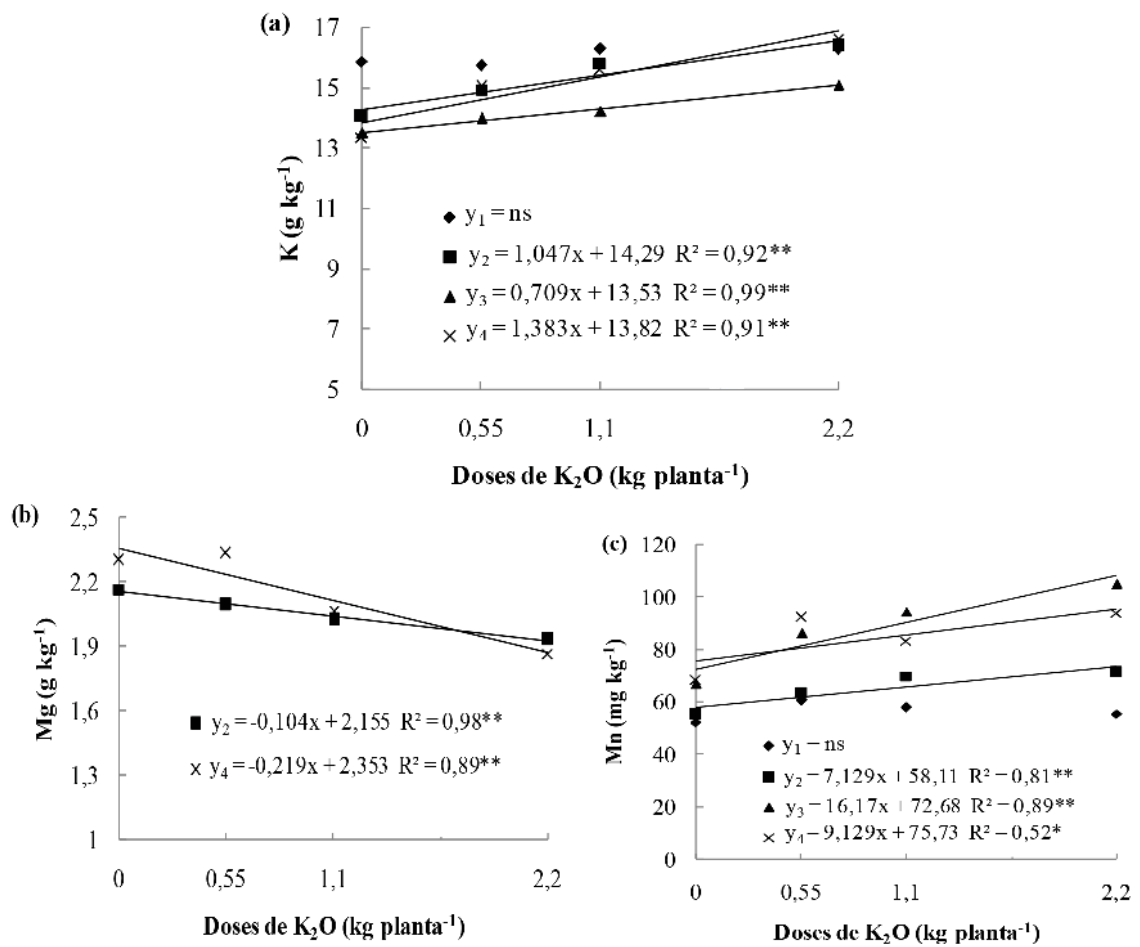 (a)
17
15
13
11
9
7
5
K (g kg⁻¹)
◆ y₁ = ns
■ y₂ = 1,047x + 14,29 R² = 0,92**
▲ y₃ = 0,709x + 13,53 R² = 0,99**
× y₄ = 1,383x + 13,82 R² = 0,91**
0 0,55 1,1 2,2
Doses de K₂O (kg planta⁻¹)
(b)
2,5
2,2
1,9
1,6
1,3
1
Mg (g kg⁻¹)
■ y₂ = -0,104x + 2,155 R² = 0,98**
× y₄ = -0,219x + 2,353 R² = 0,89**
0 0,55 1,1 2,2
Doses de K₂O (kg planta⁻¹)
(c)
120
100
80
60
40
20
0
Mn (mg kg⁻¹)
◆ y₁ – ns
■ y₂ – 7,129x + 58,11 R² – 0,81**
▲ y₃ – 16,17x + 72,68 R² – 0,89**
× y₄ – 9,129x + 75,73 R² – 0,52*
0 0,55 1,1 2,2
Doses de K₂O (kg planta⁻¹)